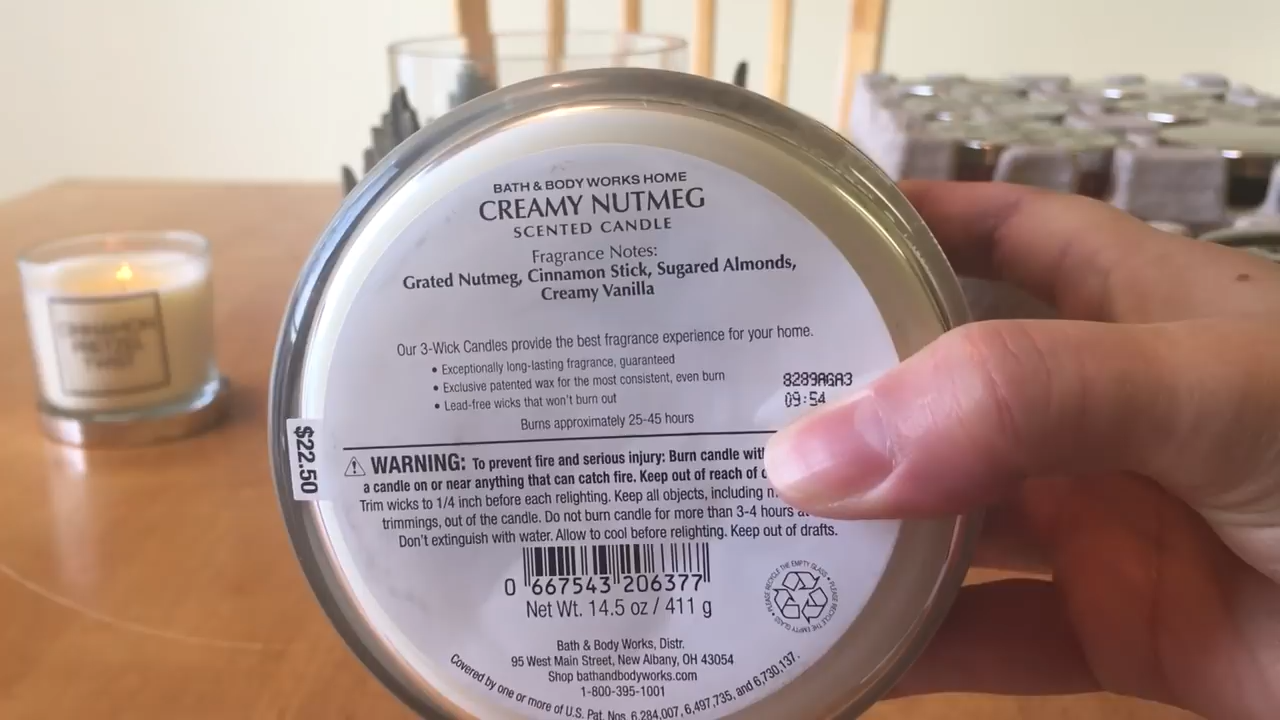 BATH & BODY WORKS HOME
CREAMY NUTMEG
SCENTED CANDLE
Fragrance Notes:
Grated Nutmeg, Cinnamon Stick, Sugared Almonds,
Creamy Vanilla
Our 3-Wick Candles provide the best fragrance experience for your home.
• Exceptionally long-lasting fragrance, guaranteed
• Exclusive patented wax for the most consistent, even burn
• Lead-free wicks that won't burn out
8289AGA3
09:54
Burns approximately 25-45 hours
$22.50
WARNING: To prevent fire and serious injury: Burn candle
a candle on or near anything that can catch fire. Keep out of reach of
Trim wicks to 1/4 inch before each relighting. Keep all objects, including
trimmings, out of the candle. Do not burn candle for more than 3-4 hours
Don't extinguish with water. Allow to cool before relighting. Keep out of drafts.
0 667543 206377
Net Wt. 14.5 oz / 411 g
PLEASE RECYCLE THE EMPTY GLASS • PLEASE RECYCLE THE EMPTY GLASS •
Bath & Body Works, Distr.
95 West Main Street, New Albany, OH 43054
Shop bathandbodyworks.com
1-800-395-1001
Covered by one or more of U.S. Pat. Nos. 6,284,007, 6,497,735, and 6,730,137.